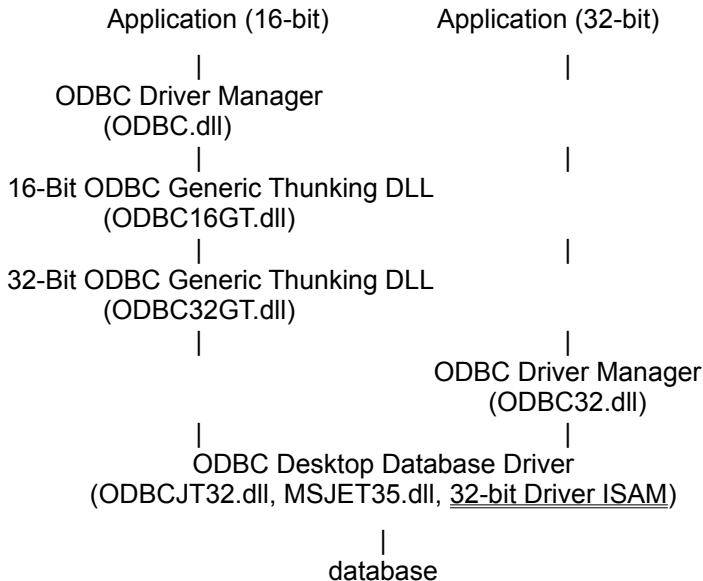 Application (16-bit) Application (32-bit)
| |
ODBC Driver Manager
(ODBC.dll)
| |
16-Bit ODBC Generic Thunking DLL
(ODBC16GT.dll)
| |
32-Bit ODBC Generic Thunking DLL
(ODBC32GT.dll)
| |
ODBC Driver Manager
(ODBC32.dll)
| |
ODBC Desktop Database Driver
(ODBCJT32.dll, MSJET35.dll, 32-bit Driver ISAM)
|
database